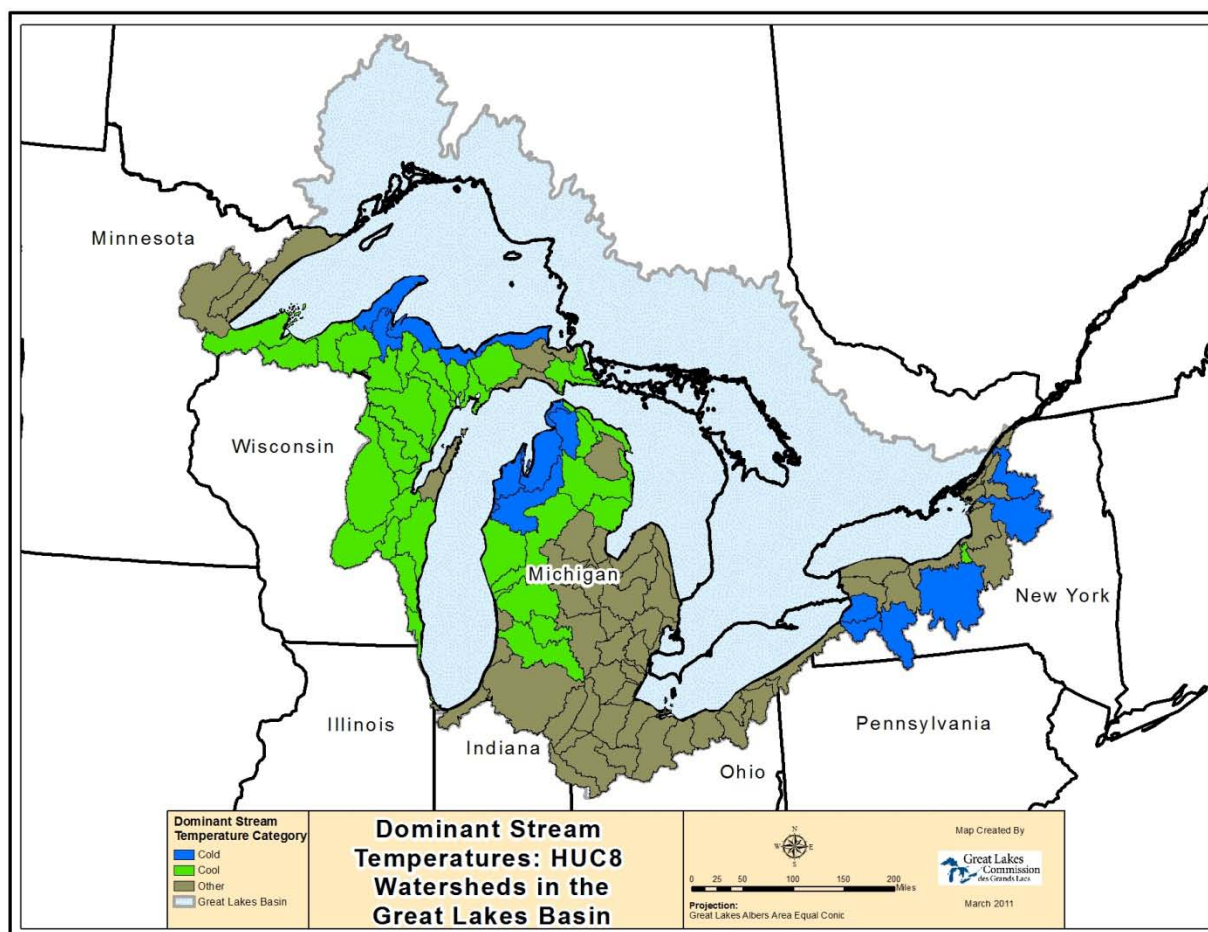 Minnesota
Wisconsin
Michigan
New York
Illinois
Indiana
Ohio
Pennsylvania
Dominant Stream
Temperature Category
Cold
Cool
Other
Great Lakes Basin
Dominant Stream
Temperatures: HUC8
Watersheds in the
Great Lakes Basin
N
W E
S
0 25 50 100 150 200
Miles
Projection:
Great Lakes Albers Area Equal Conic
Map Created By
Great Lakes
Commission
des Grands Lacs
March 2011